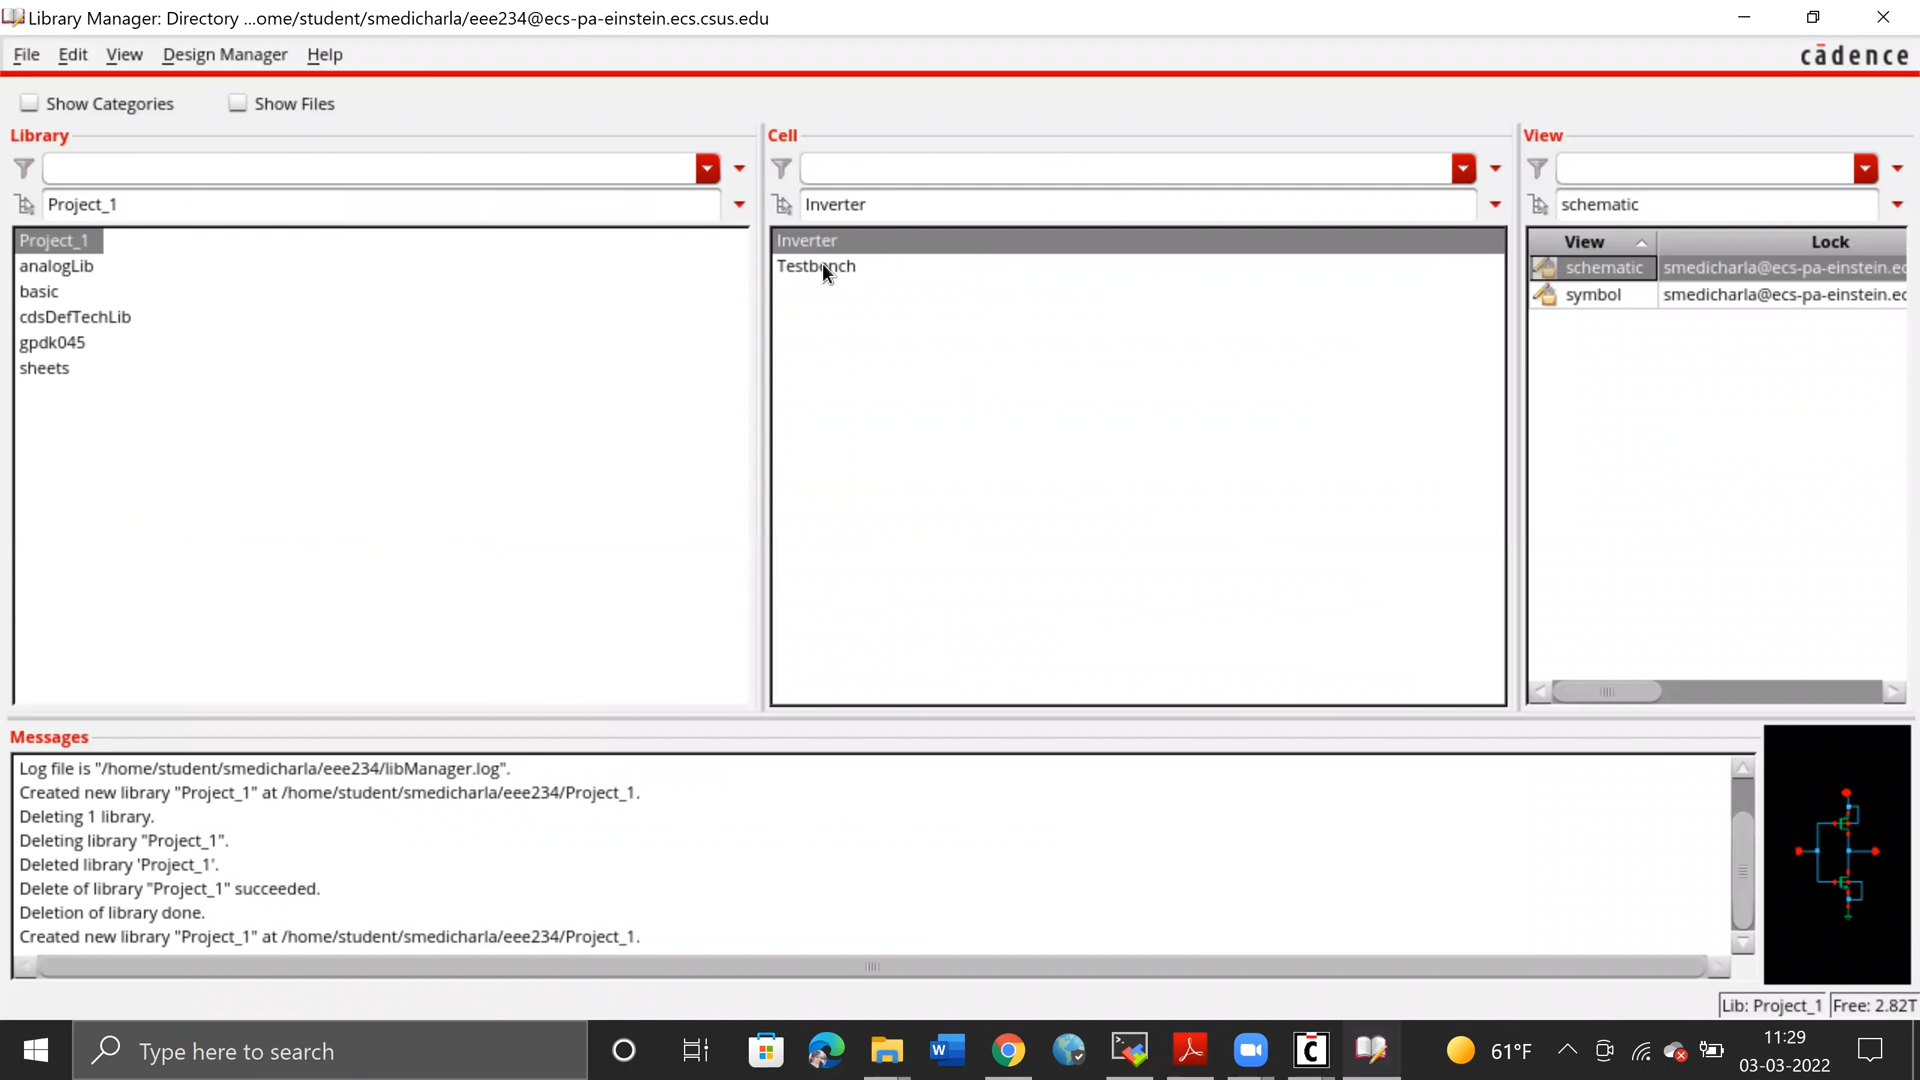 Library Manager: Directory ...ome/student/smedicharla/eee234@ecs-pa-einstein.ecs.csus.edu
File Edit View Design Manager Help
cādence
Show Categories Show Files
Library
Cell
View
Project_1
Inverter
schematic
Project_1
analogLib
basic
cdsDefTechLib
gpdk045
sheets
Inverter
Testbench
View Lock
schematic smedicharla@ecs-pa-einstein.ec
symbol smedicharla@ecs-pa-einstein.ec
Messages
Log file is "/home/student/smedicharla/eee234/libManager.log".
Created new library "Project_1" at /home/student/smedicharla/eee234/Project_1.
Deleting 1 library.
Deleting library "Project_1".
Deleted library 'Project_1'.
Delete of library "Project_1" succeeded.
Deletion of library done.
Created new library "Project_1" at /home/student/smedicharla/eee234/Project_1.
Lib: Project_1 Free: 2.82T
Type here to search
61°F
11:29
03-03-2022